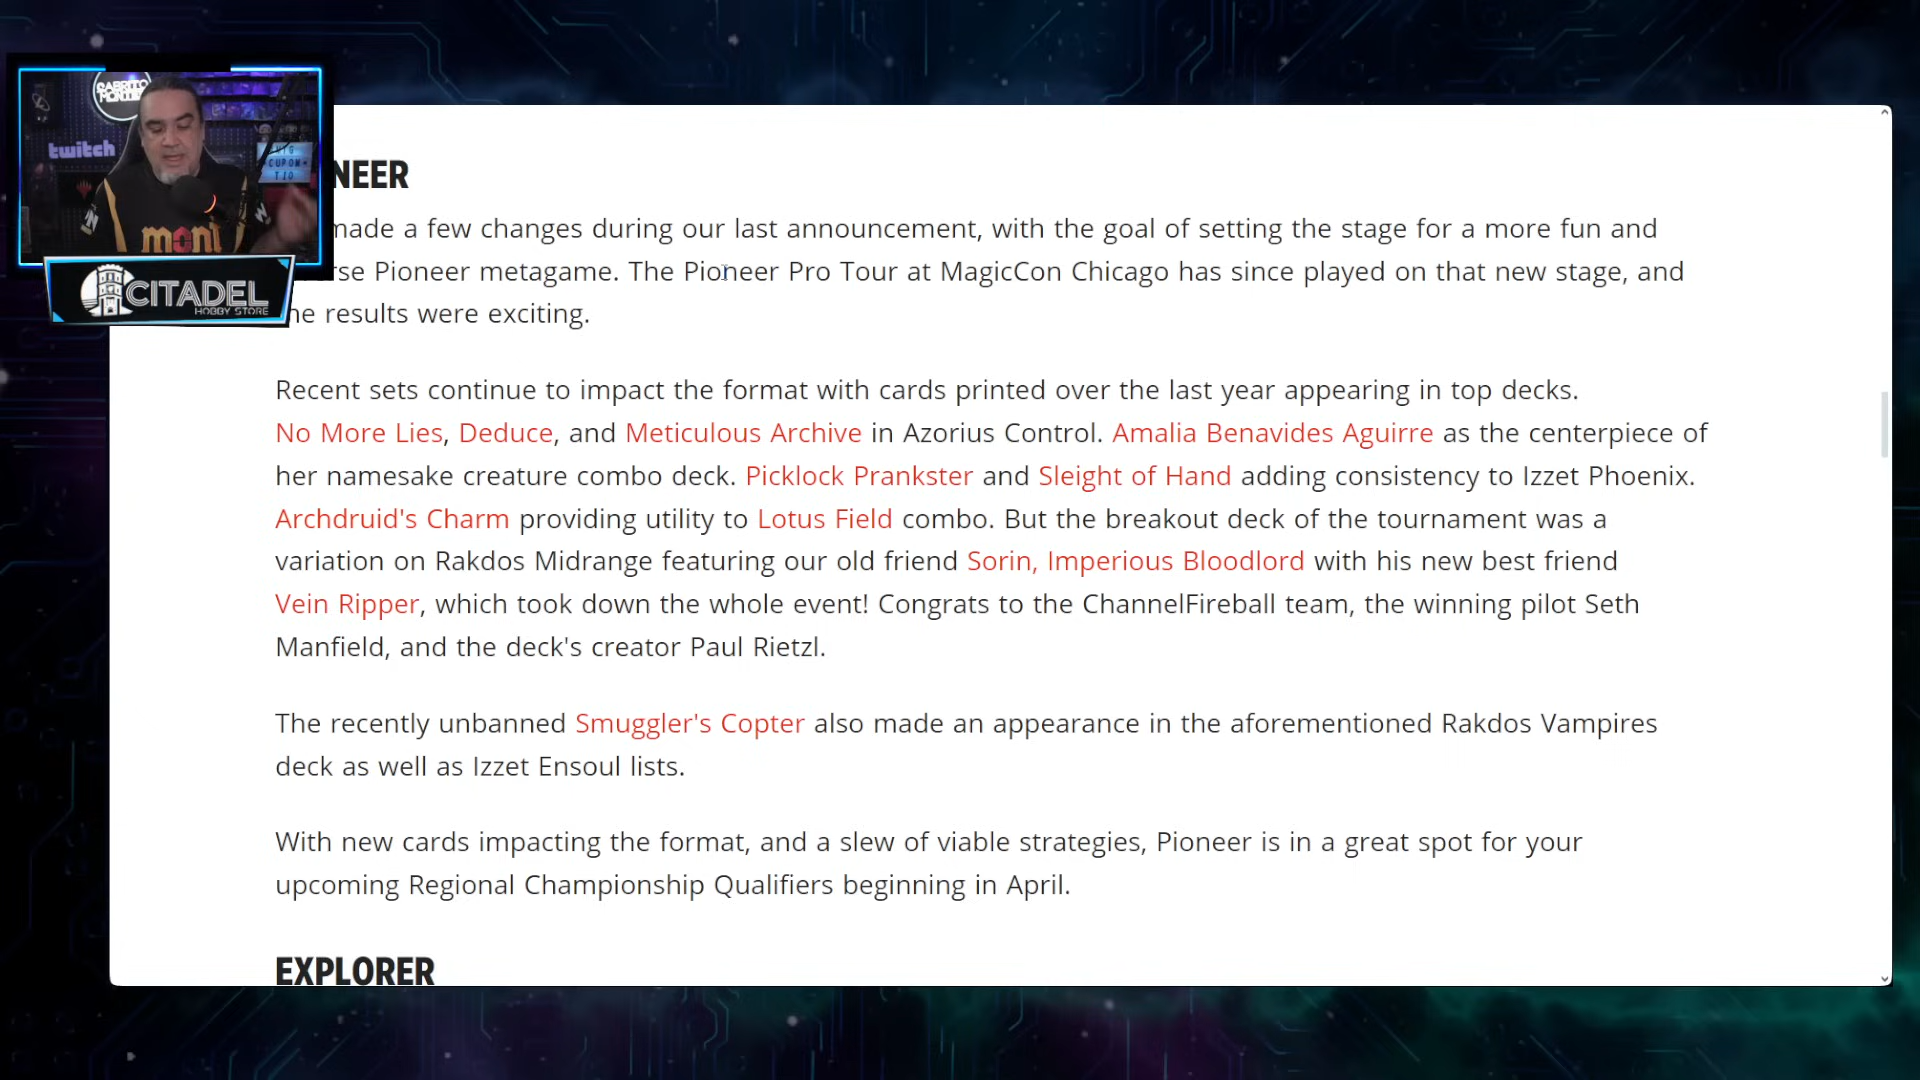 twitch
CUPOM
T10
mont
CITADEL
HOBBY STORE
NEER
made a few changes during our last announcement, with the goal of setting the stage for a more fun and
rse Pioneer metagame. The Pioneer Pro Tour at MagicCon Chicago has since played on that new stage, and
he results were exciting.
Recent sets continue to impact the format with cards printed over the last year appearing in top decks.
No More Lies, Deduce, and Meticulous Archive in Azorius Control. Amalia Benavides Aguirre as the centerpiece of
her namesake creature combo deck. Picklock Prankster and Sleight of Hand adding consistency to Izzet Phoenix.
Archdruid's Charm providing utility to Lotus Field combo. But the breakout deck of the tournament was a
variation on Rakdos Midrange featuring our old friend Sorin, Imperious Bloodlord with his new best friend
Vein Ripper, which took down the whole event! Congrats to the ChannelFireball team, the winning pilot Seth
Manfield, and the deck's creator Paul Rietzl.
The recently unbanned Smuggler's Copter also made an appearance in the aforementioned Rakdos Vampires
deck as well as Izzet Ensoul lists.
With new cards impacting the format, and a slew of viable strategies, Pioneer is in a great spot for your
upcoming Regional Championship Qualifiers beginning in April.
EXPLORER